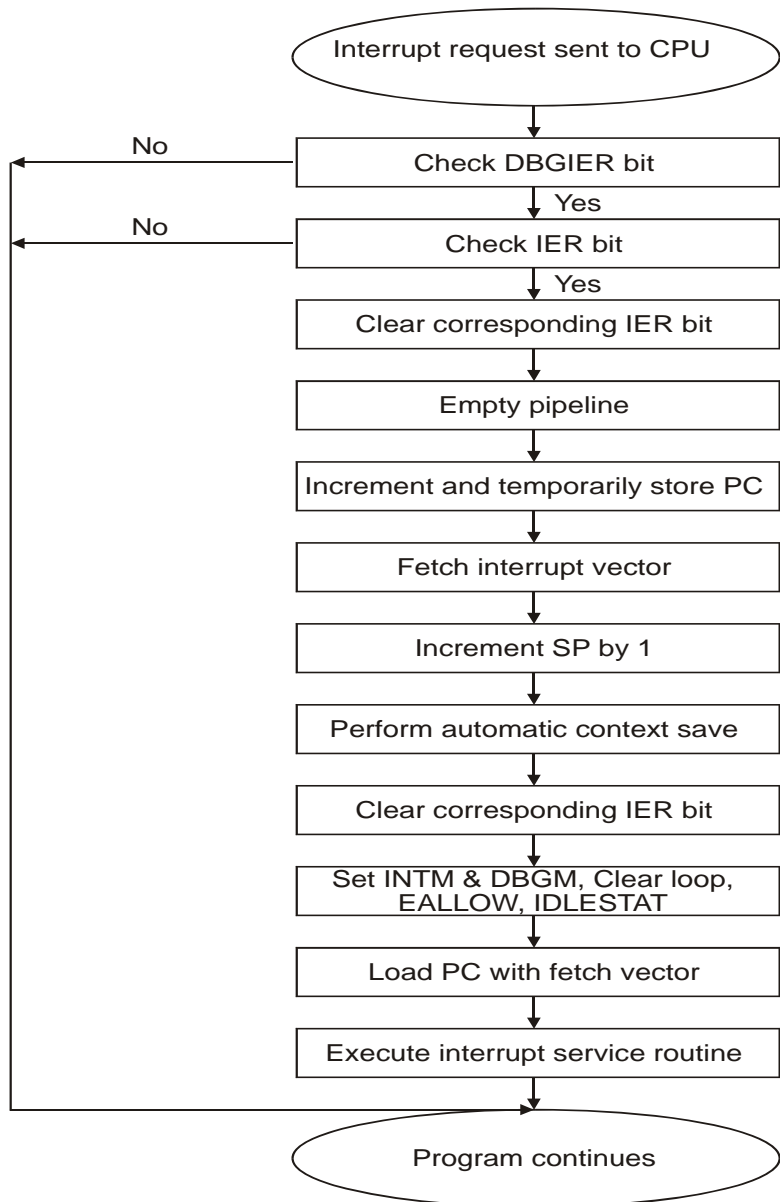 Interrupt request sent to CPU
No
Check DBGIER bit
Yes
No
Check IER bit
Yes
Clear corresponding IER bit
Empty pipeline
Increment and temporarily store PC
Fetch interrupt vector
Increment SP by 1
Perform automatic context save
Clear corresponding IER bit
Set INTM & DBGM, Clear loop,
EALLOW, IDLESTAT
Load PC with fetch vector
Execute interrupt service routine
Program continues